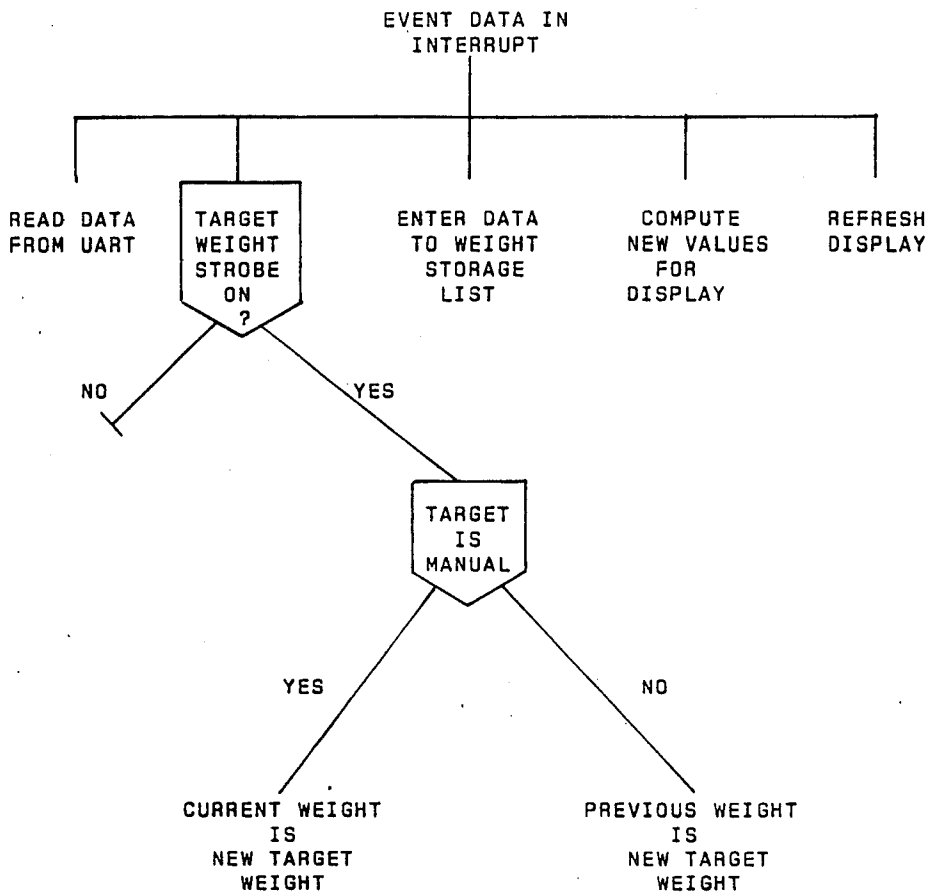 EVENT DATA IN
INTERRUPT
READ DATA
FROM UART
TARGET
WEIGHT
STROBE
ON
?
ENTER DATA
TO WEIGHT
STORAGE
LIST
COMPUTE
NEW VALUES
FOR
DISPLAY
REFRESH
DISPLAY
NO
YES
TARGET
IS
MANUAL
YES
NO
CURRENT WEIGHT
IS
NEW TARGET
WEIGHT
PREVIOUS WEIGHT
IS
NEW TARGET
WEIGHT